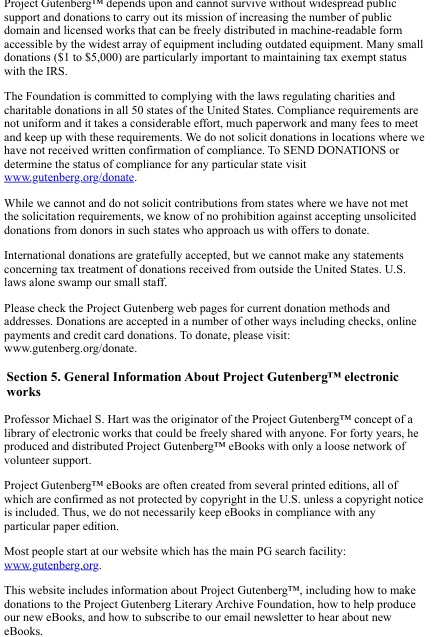 Project Gutenberg™ depends upon and cannot survive without widespread public
support and donations to carry out its mission of increasing the number of public
domain and licensed works that can be freely distributed in machine-readable form
accessible by the widest array of equipment including outdated equipment. Many small
donations ($1 to $5,000) are particularly important to maintaining tax exempt status
with the IRS.
The Foundation is committed to complying with the laws regulating charities and
charitable donations in all 50 states of the United States. Compliance requirements are
not uniform and it takes a considerable effort, much paperwork and many fees to meet
and keep up with these requirements. We do not solicit donations in locations where we
have not received written confirmation of compliance. To SEND DONATIONS or
determine the status of compliance for any particular state visit
www.gutenberg.org/donate.
While we cannot and do not solicit contributions from states where we have not met
the solicitation requirements, we know of no prohibition against accepting unsolicited
donations from donors in such states who approach us with offers to donate.
International donations are gratefully accepted, but we cannot make any statements
concerning tax treatment of donations received from outside the United States. U.S.
laws alone swamp our small staff.
Please check the Project Gutenberg web pages for current donation methods and
addresses. Donations are accepted in a number of other ways including checks, online
payments and credit card donations. To donate, please visit:
www.gutenberg.org/donate.
Section 5. General Information About Project Gutenberg™ electronic
works
Professor Michael S. Hart was the originator of the Project Gutenberg™ concept of a
library of electronic works that could be freely shared with anyone. For forty years, he
produced and distributed Project Gutenberg™ eBooks with only a loose network of
volunteer support.
Project Gutenberg™ eBooks are often created from several printed editions, all of
which are confirmed as not protected by copyright in the U.S. unless a copyright notice
is included. Thus, we do not necessarily keep eBooks in compliance with any
particular paper edition.
Most people start at our website which has the main PG search facility:
www.gutenberg.org.
This website includes information about Project Gutenberg™, including how to make
donations to the Project Gutenberg Literary Archive Foundation, how to help produce
our new eBooks, and how to subscribe to our email newsletter to hear about new
eBooks.